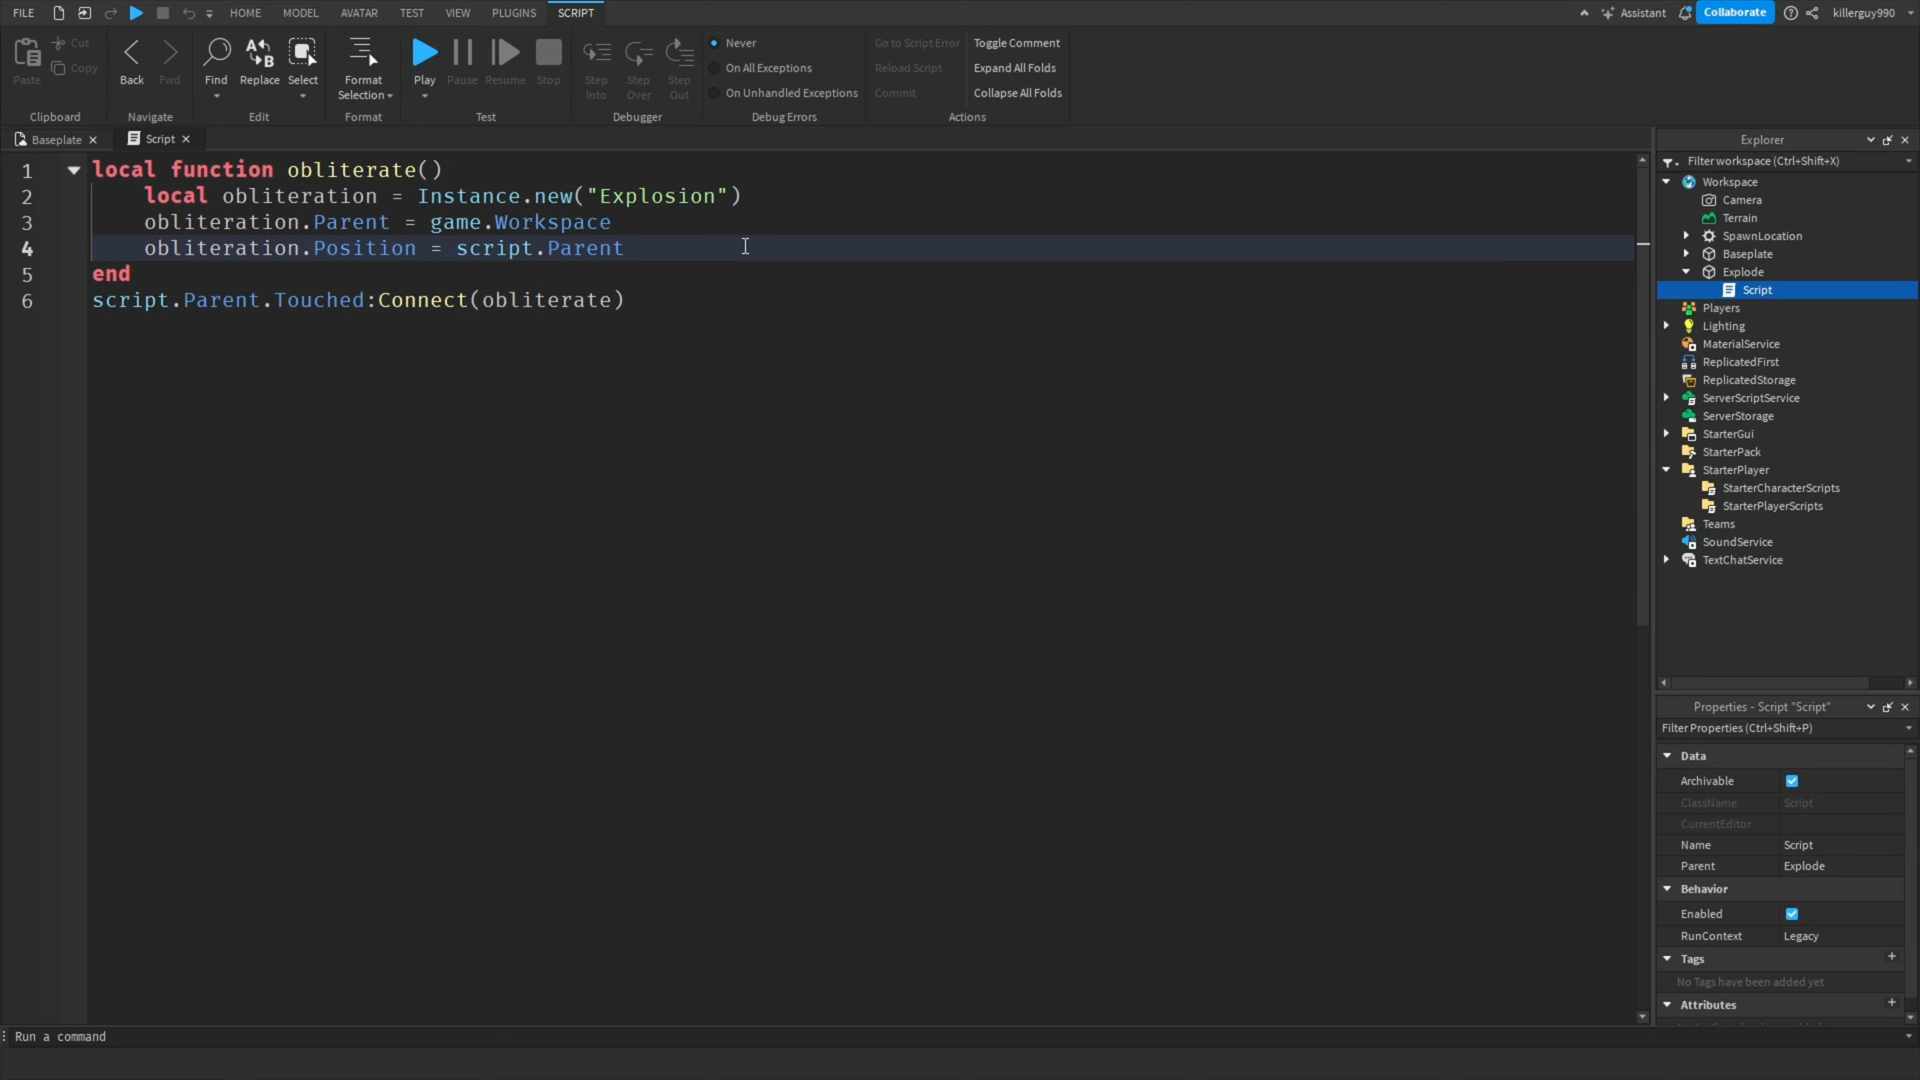 FILE HOME MODEL AVATAR TEST VIEW PLUGINS SCRIPT Assistant Collaborate killerguy990
Paste Cut Copy
Clipboard
Back Fwd
Navigate
Find Replace Select
Edit
Format Selection
Format
Play Pause Resume Stop
Test
Step Into Step Over Step Out
Debugger
Never
On All Exceptions
On Unhandled Exceptions
Debug Errors
Go to Script Error Toggle Comment
Reload Script Expand All Folds
Commit Collapse All Folds
Actions
Baseplate Script
1 local function obliterate()
2 local obliteration = Instance.new("Explosion")
3 obliteration.Parent = game.Workspace
4 obliteration.Position = script.Parent
5 end
6 script.Parent.Touched:Connect(obliterate)
Explorer
Filter workspace (Ctrl+Shift+X)
Workspace
Camera
Terrain
SpawnLocation
Baseplate
Explode
Script
Players
Lighting
MaterialService
ReplicatedFirst
ReplicatedStorage
ServerScriptService
ServerStorage
StarterGui
StarterPack
StarterPlayer
StarterCharacterScripts
StarterPlayerScripts
Teams
SoundService
TextChatService
Properties - Script "Script"
Filter Properties (Ctrl+Shift+P)
Data
Archivable
ClassName Script
CurrentEditor
Name Script
Parent Explode
Behavior
Enabled
RunContext Legacy
Tags +
No Tags have been added yet
Attributes +
Run a command